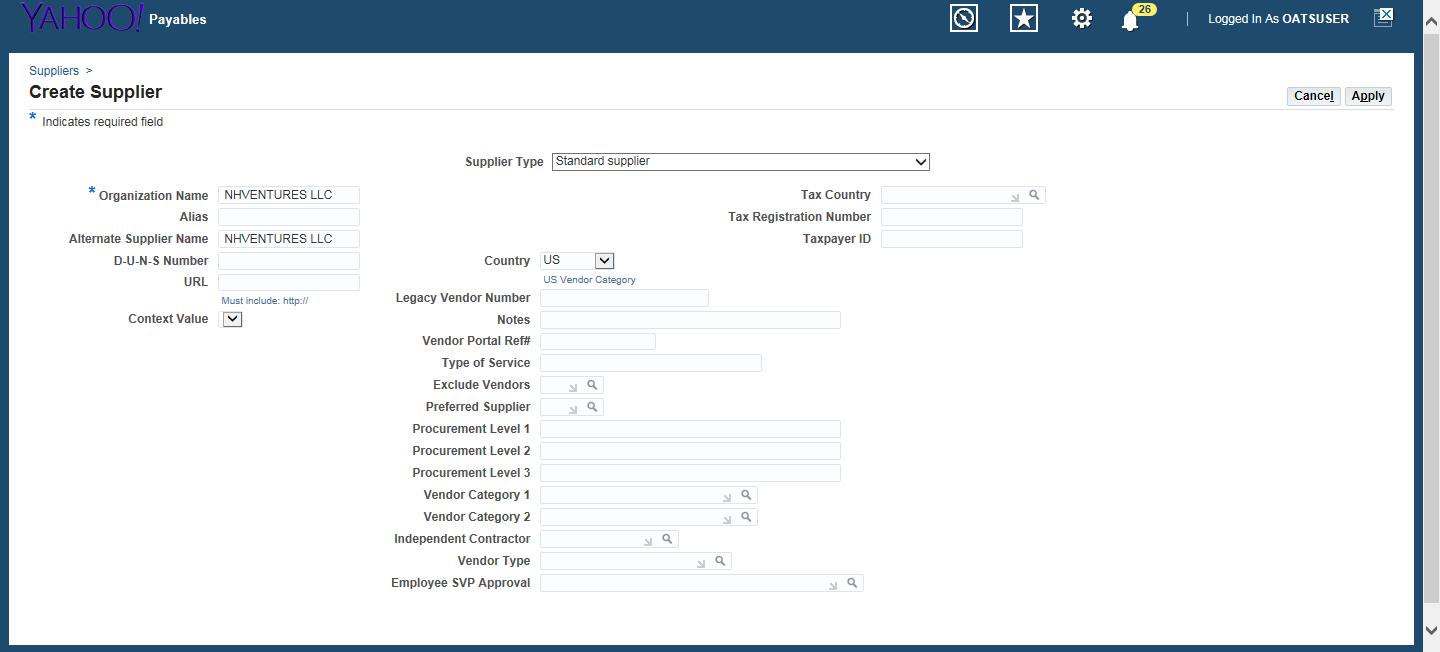 YAHOO! Payables 26 Logged In As OATSUSER
Suppliers >
Create Supplier Cancel Apply
* Indicates required field
Supplier Type Standard supplier
* Organization Name NHVENTURES LLC Tax Country
Alias Tax Registration Number
Alternate Supplier Name NHVENTURES LLC Taxpayer ID
D-U-N-S Number Country US
URL US Vendor Category
Must include: http:// Legacy Vendor Number
Context Value Notes
Vendor Portal Ref#
Type of Service
Exclude Vendors
Preferred Supplier
Procurement Level 1
Procurement Level 2
Procurement Level 3
Vendor Category 1
Vendor Category 2
Independent Contractor
Vendor Type
Employee SVP Approval